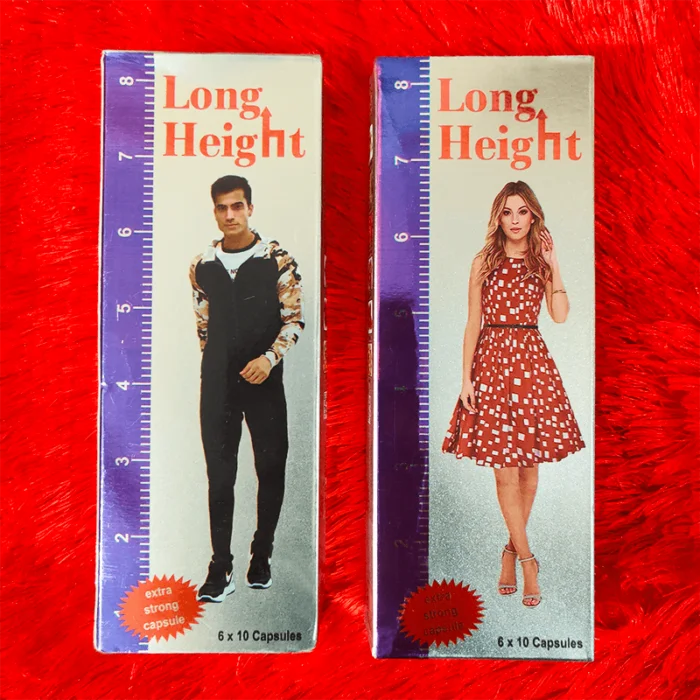 Long
Height
8
7
6
5
4
3
2
1
extra
strong
capsule
6 x 10 Capsules
Long
Height
8
7
6
5
4
3
2
extra
strong
capsule
6 x 10 Capsules